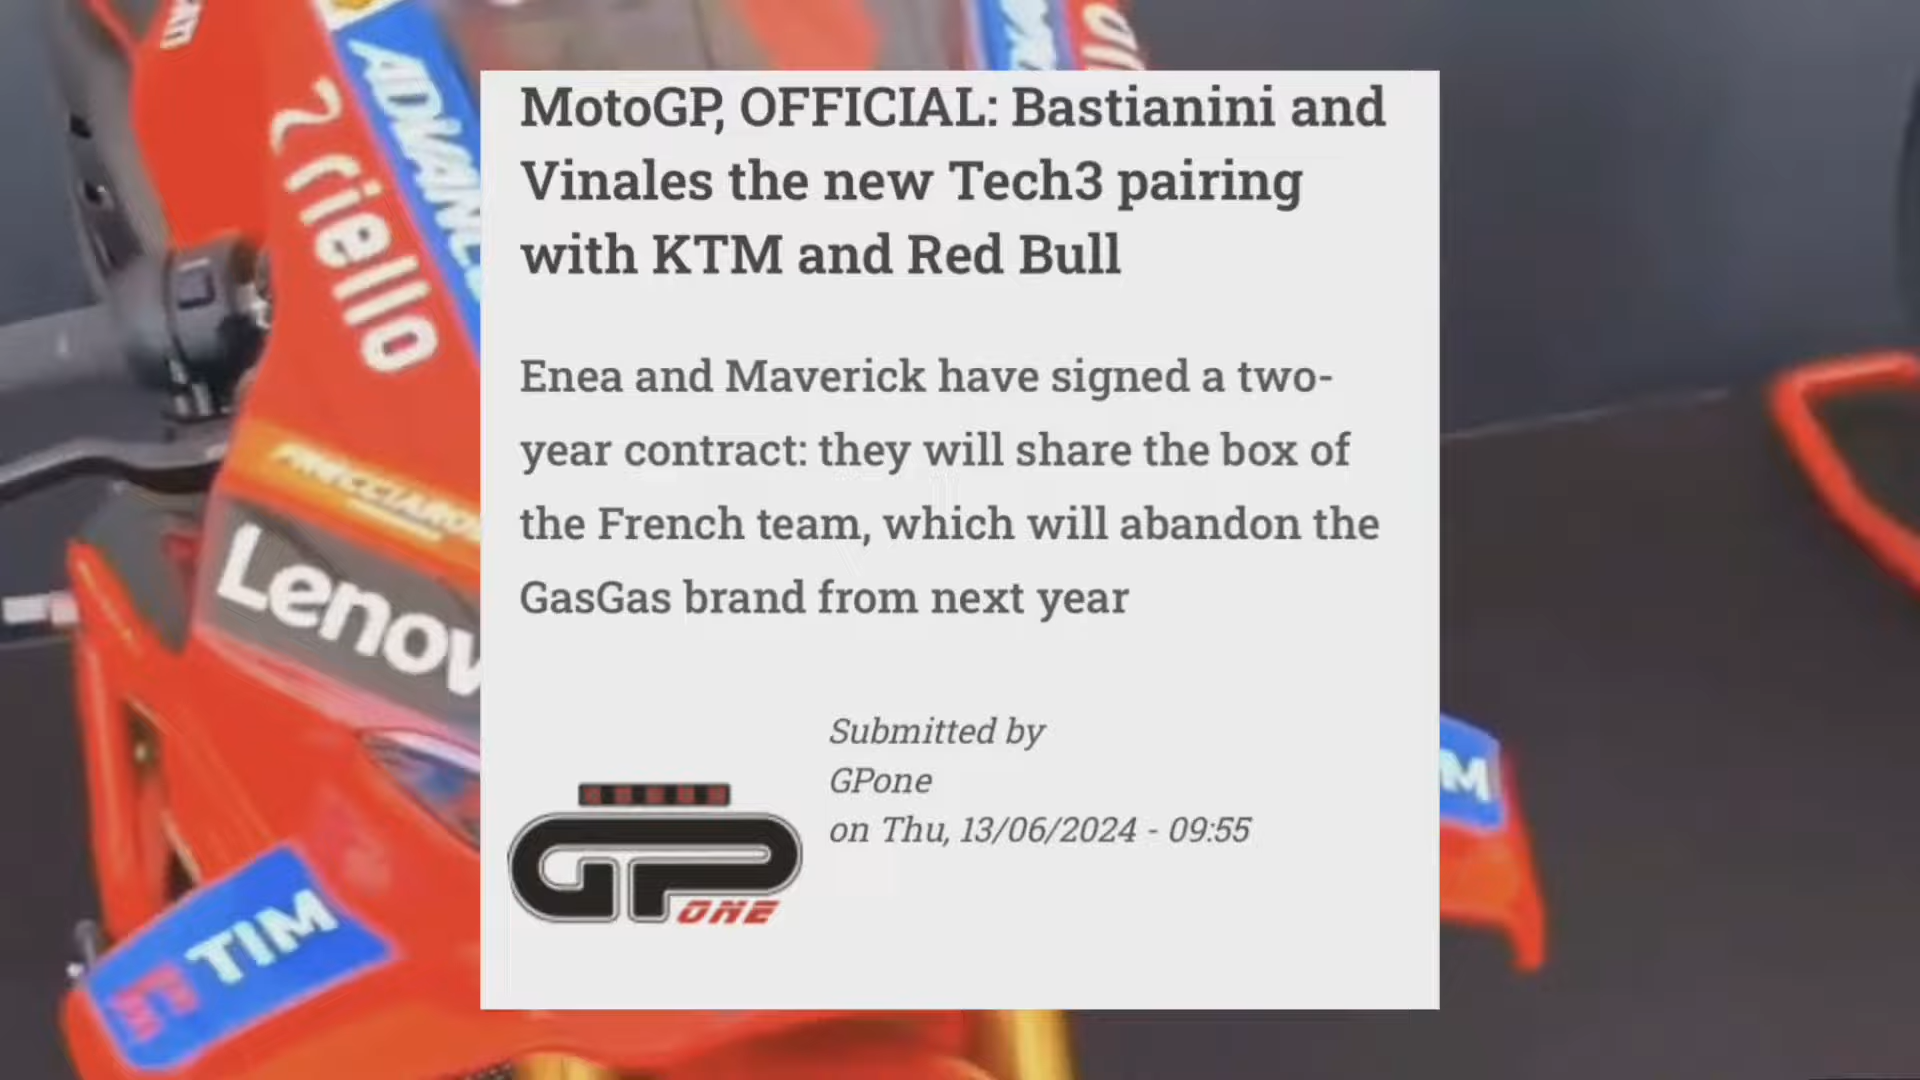 MotoGP, OFFICIAL: Bastianini and
Vinales the new Tech3 pairing
with KTM and Red Bull
Enea and Maverick have signed a two-
year contract: they will share the box of
the French team, which will abandon the
GasGas brand from next year
Submitted by
GPone
on Thu, 13/06/2024 - 09:55
GP ONE
riello
Lenov
TIM
M